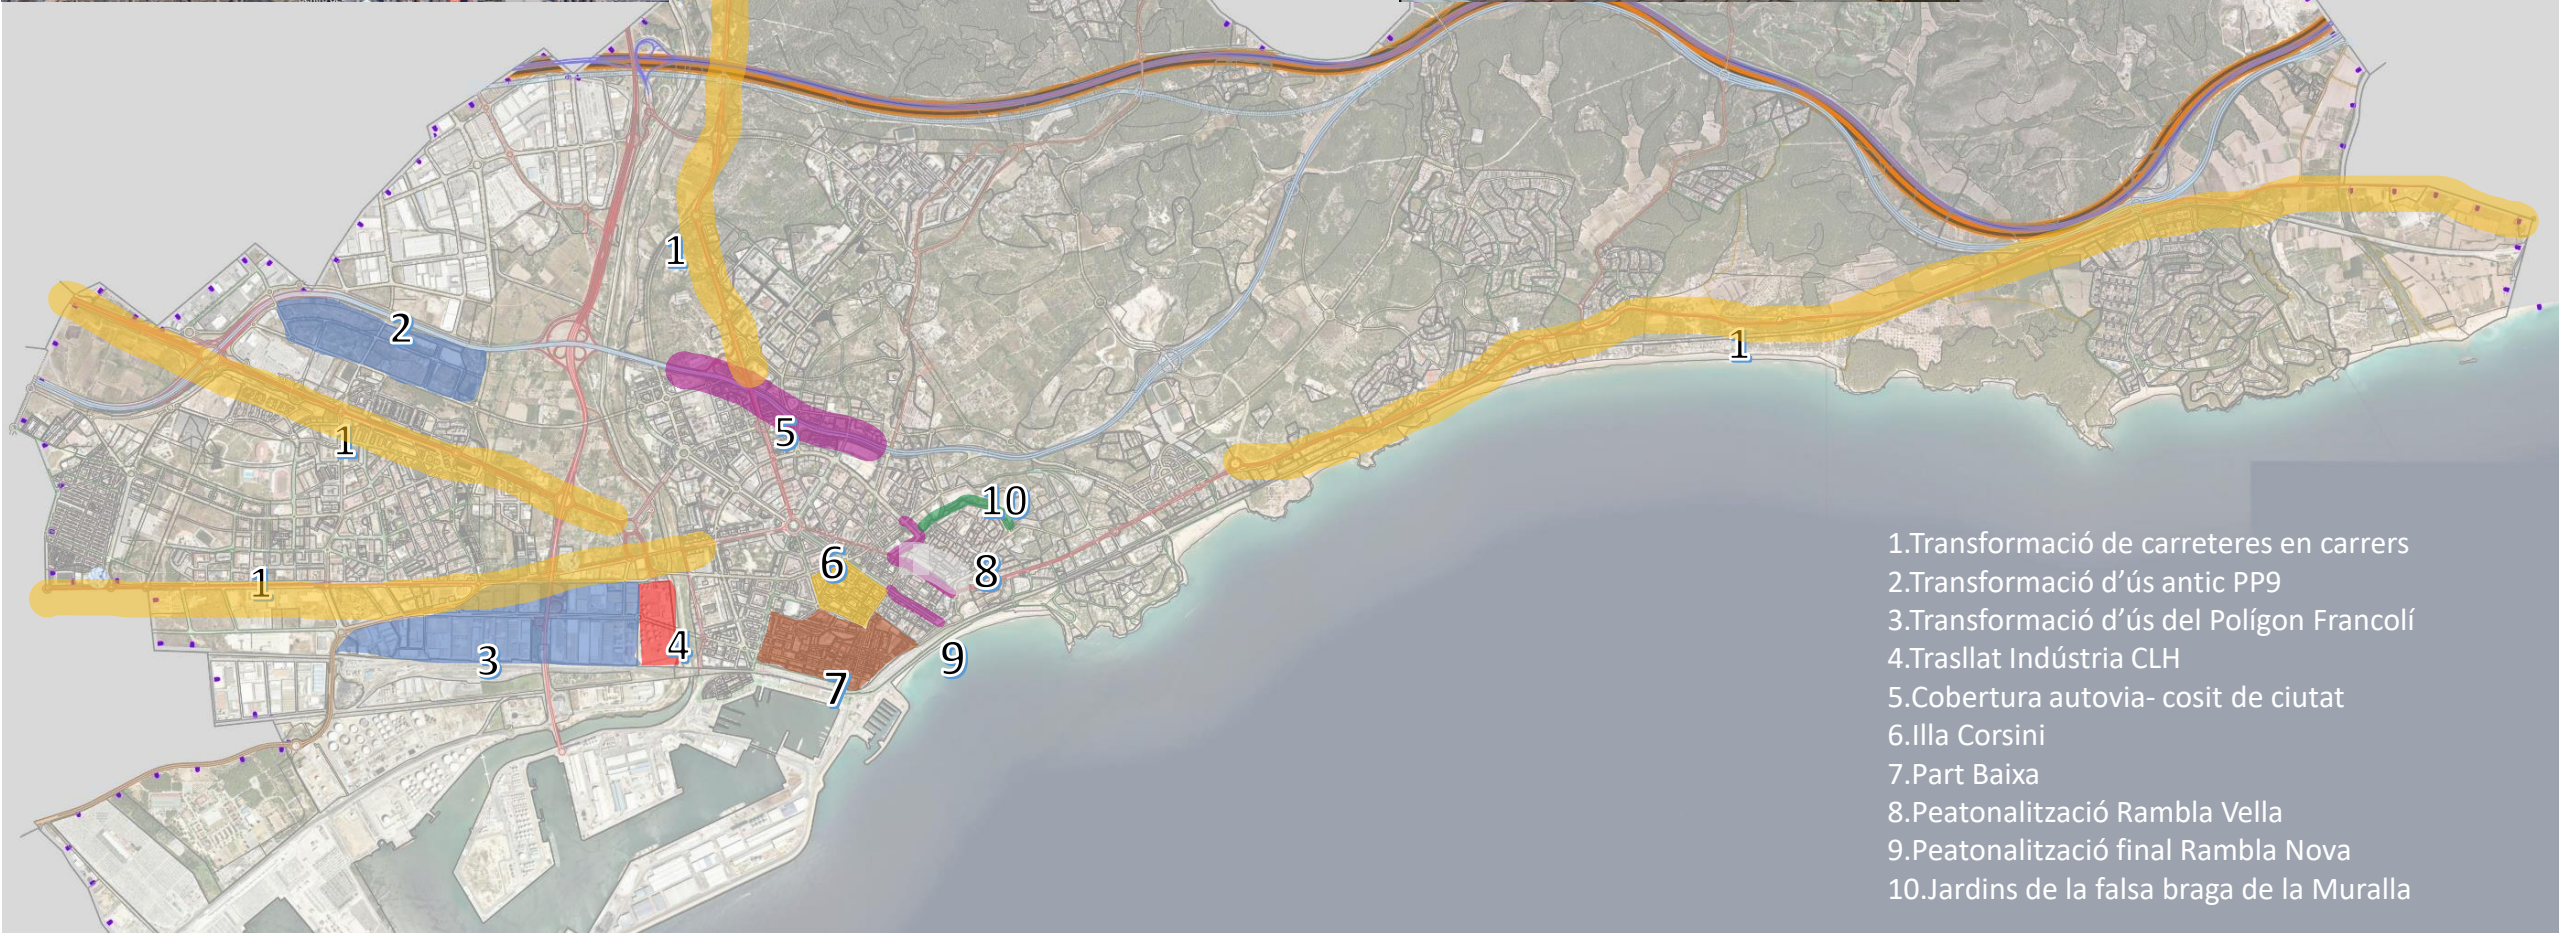 1
2
1
1
5
10
6
8
1
4
3
9
7
1.Transformació de carreteres en carrers
2.Transformació d'ús antic PP9
3.Transformació d'ús del Polígon Francolí
4.Trasllat Indústria CLH
5.Cobertura autovia- cosit de ciutat
6.Illa Corsini
7.Part Baixa
8.Peatonalització Rambla Vella
9.Peatonalització final Rambla Nova
10.Jardins de la falsa braga de la Muralla